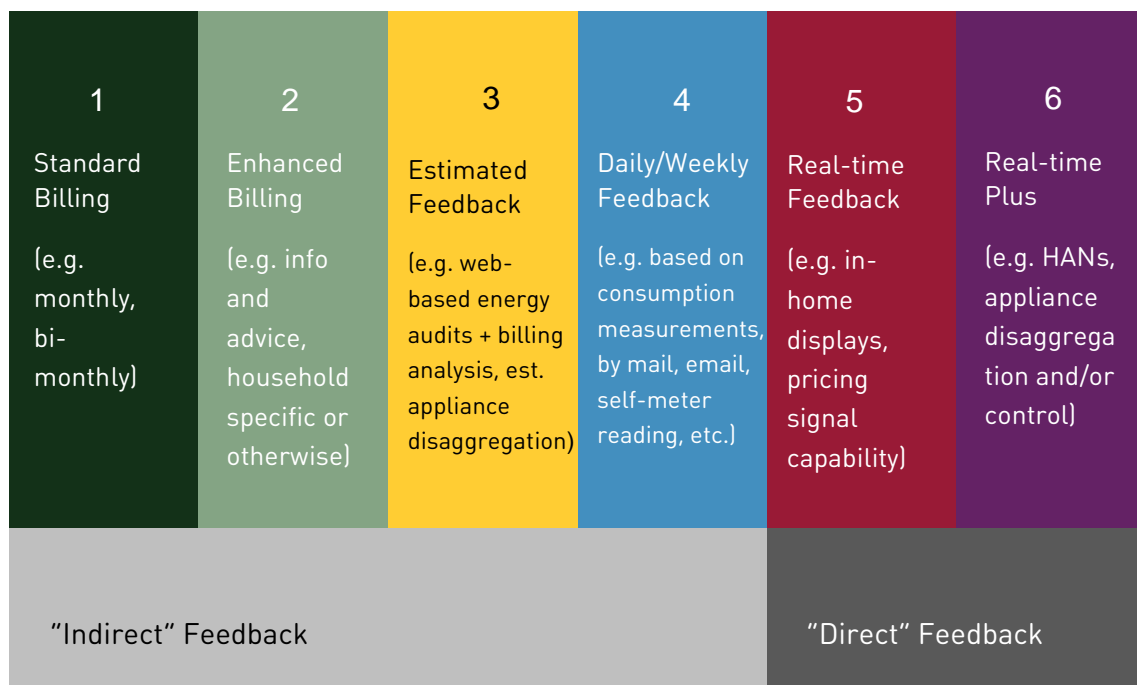 1
Standard
Billing
(e.g.
monthly,
bi-
monthly)
2
Enhanced
Billing
(e.g. info
and
advice,
household
specific or
otherwise)
3
Estimated
Feedback
(e.g. web-
based energy
audits + billing
analysis, est.
appliance
disaggregation)
4
Daily/Weekly
Feedback
(e.g. based on
consumption
measurements,
by mail, email,
self-meter
reading, etc.)
5
Real-time
Feedback
(e.g. in-
home
displays,
pricing
signal
capability)
6
Real-time
Plus
(e.g. HANs,
appliance
disaggrega
tion and/or
control)
"Indirect" Feedback
"Direct" Feedback